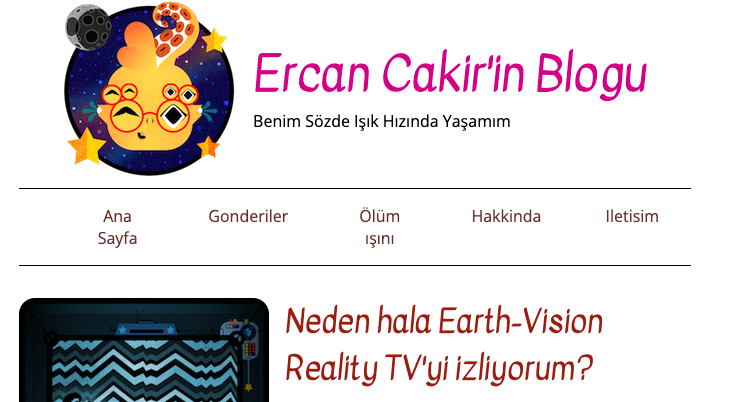 Ercan Cakir'in Blogu
Benim Sözde Işık Hızında Yaşamım
Ana Sayfa
Gonderiler
Ölüm ışını
Hakkinda
Iletisim
Neden hala Earth-Vision
Reality TV'yi izliyorum?